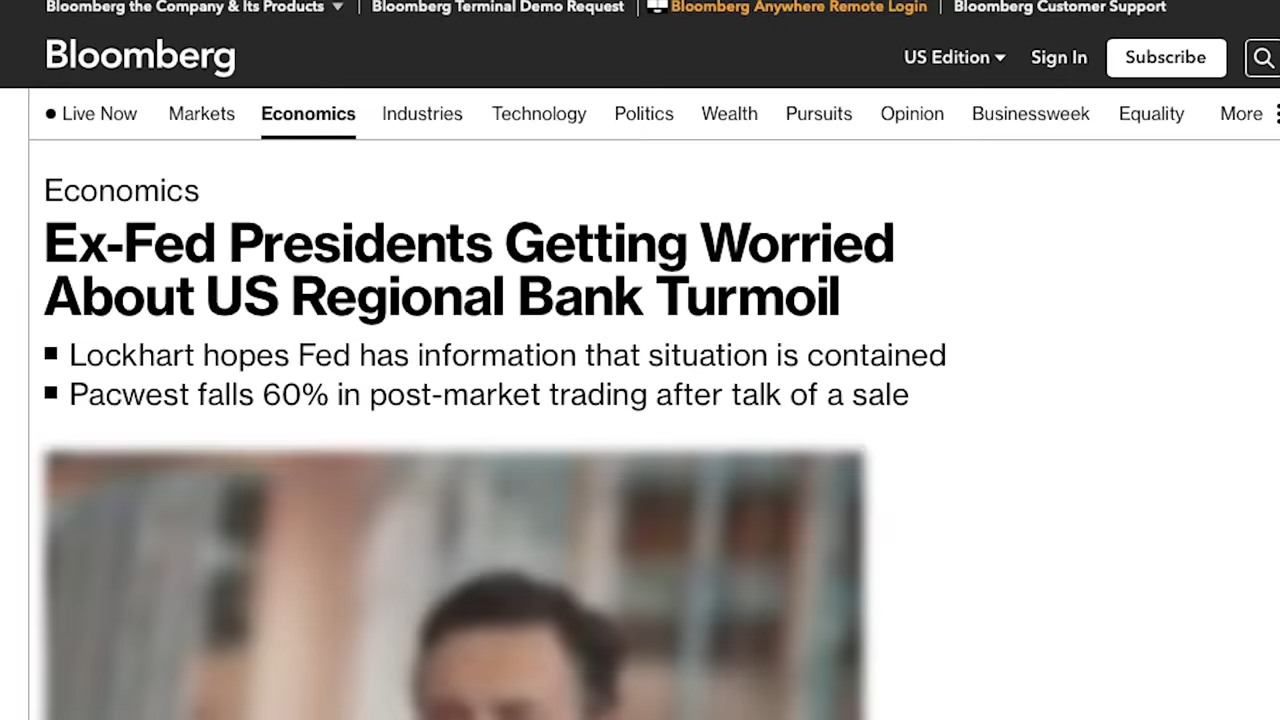 Bloomberg the Company & Its Products Bloomberg Terminal Demo Request Bloomberg Anywhere Remote Login Bloomberg Customer Support
Bloomberg US Edition Sign In Subscribe
Live Now Markets Economics Industries Technology Politics Wealth Pursuits Opinion Businessweek Equality More
Economics
Ex-Fed Presidents Getting Worried
About US Regional Bank Turmoil
Lockhart hopes Fed has information that situation is contained
Pacwest falls 60% in post-market trading after talk of a sale